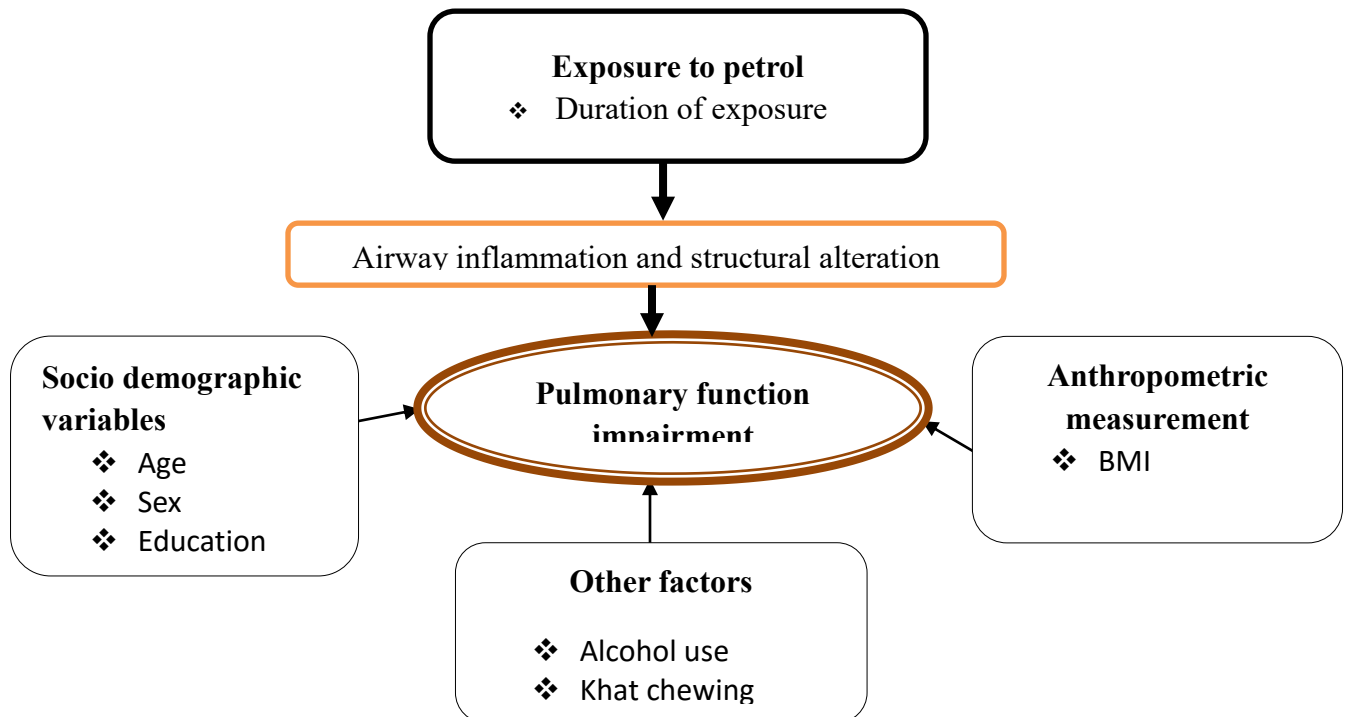 Exposure to petrol
❖ Duration of exposure
Airway inflammation and structural alteration
Socio demographic
variables
❖ Age
❖ Sex
❖ Education
Pulmonary function
impairment
Anthropometric
measurement
❖ BMI
Other factors
❖ Alcohol use
❖ Khat chewing